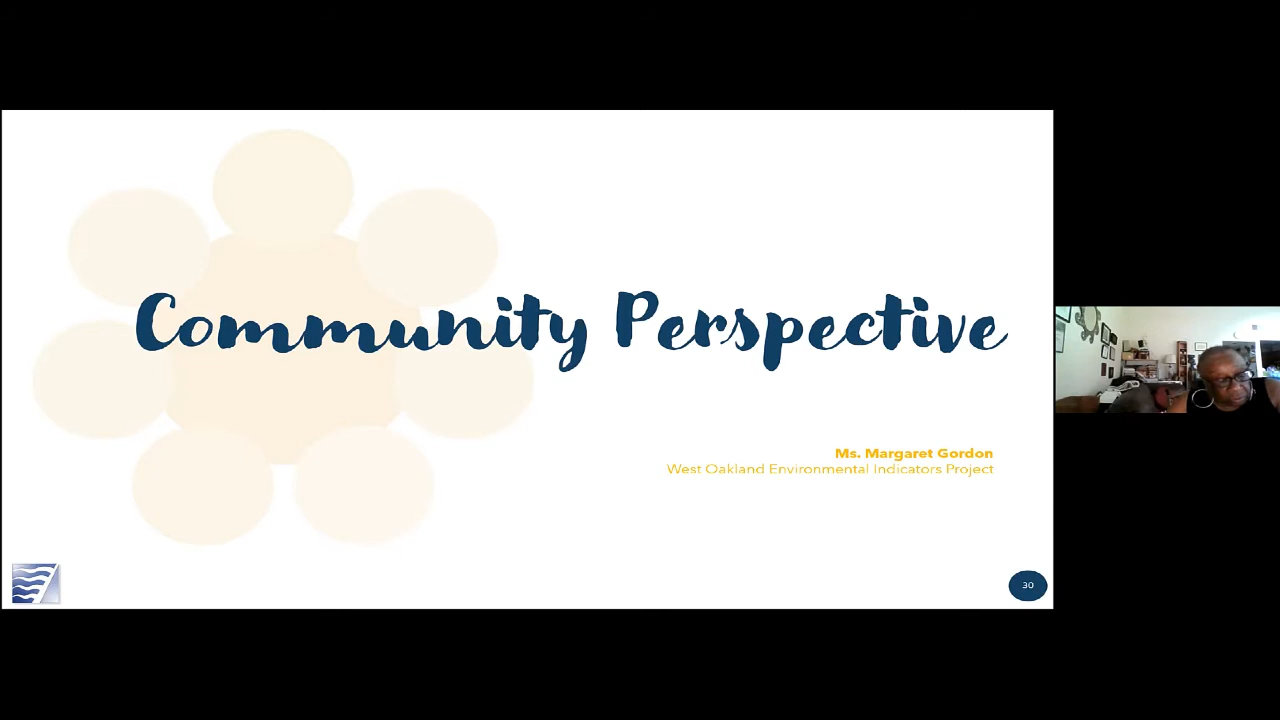 Community Perspective
Ms. Margaret Gordon
West Oakland Environmental Indicators Project
30